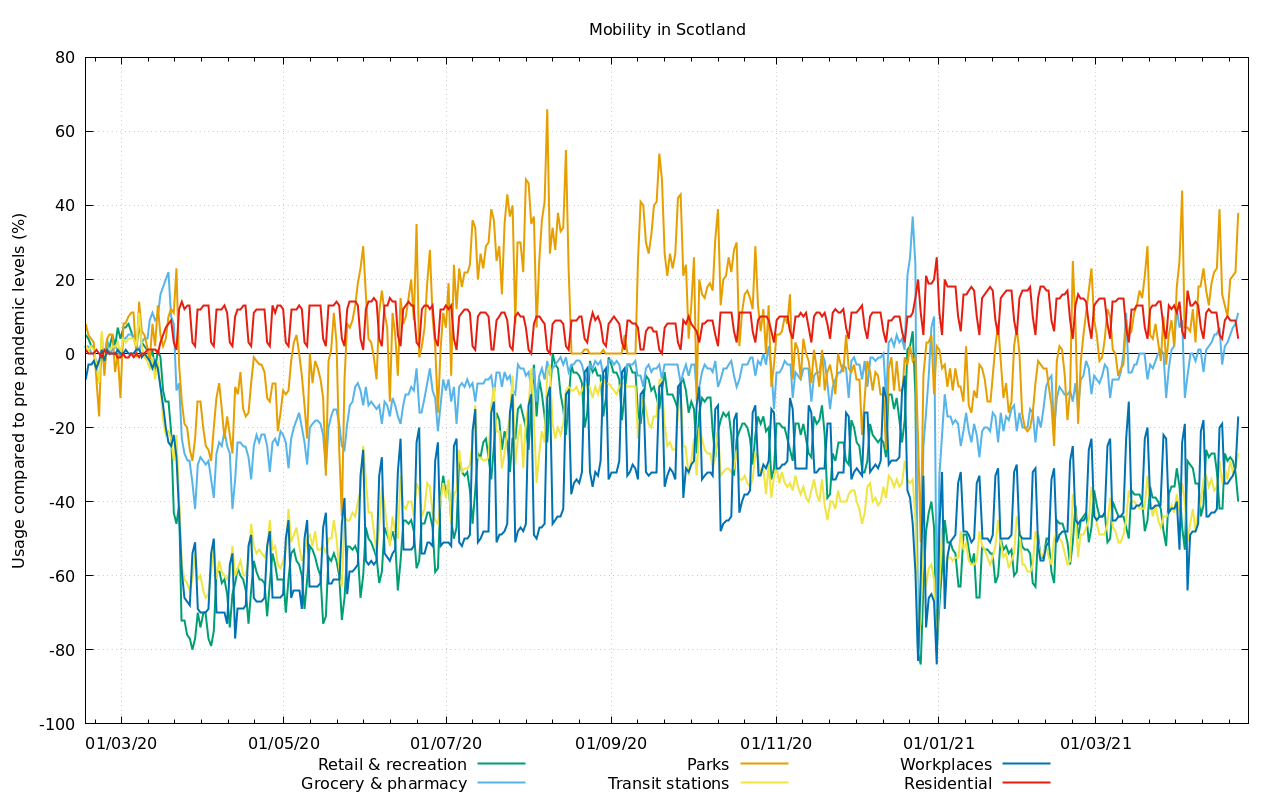 Mobility in Scotland
Usage compared to pre pandemic levels (%)
80
60
40
20
0
-20
-40
-60
-80
-100
01/03/20 01/05/20 01/07/20 01/09/20 01/11/20 01/01/21 01/03/21
Retail & recreation Parks Workplaces
Grocery & pharmacy Transit stations Residential